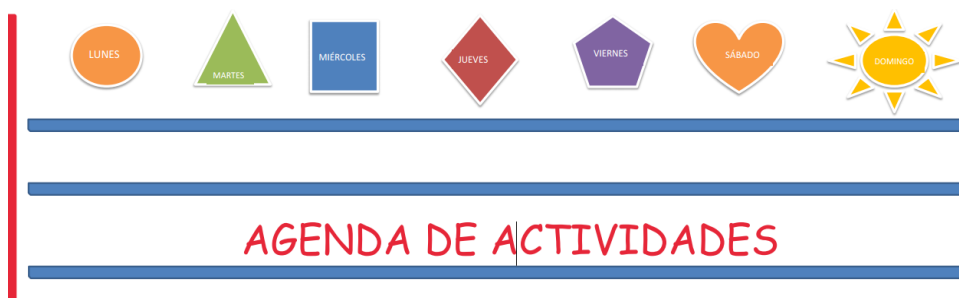 LUNES
MARTES
MIÉRCOLES
JUEVES
VIERNES
SÁBADO
DOMINGO
AGENDA DE ACTIVIDADES